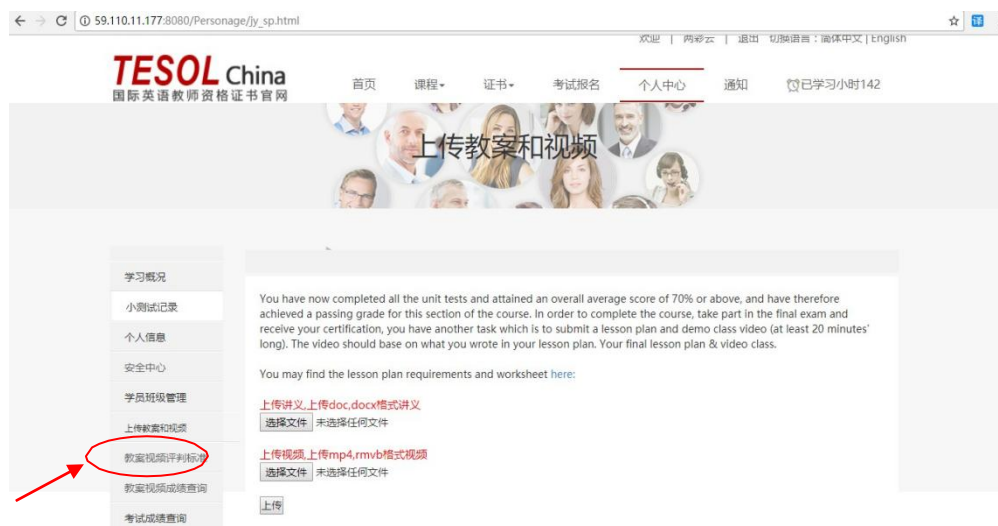 59.110.11.177:8080/Personage/jy_sp.html
译
欢迎 | 两彩云 | 退出 切换语言：简体中文 | English
TESOL China
国际英语教师资格证书官网
首页 课程 证书 考试报名 个人中心 通知 已学习小时142
上传教案和视频
学习概况
小测试记录
个人信息
安全中心
学员班级管理
上传教案和视频
教案视频评判标准
教案视频成绩查询
考试成绩查询
You have now completed all the unit tests and attained an overall average score of 70% or above, and have therefore
achieved a passing grade for this section of the course. In order to complete the course, take part in the final exam and
receive your certification, you have another task which is to submit a lesson plan and demo class video (at least 20 minutes'
long). The video should base on what you wrote in your lesson plan. Your final lesson plan & video class.
You may find the lesson plan requirements and worksheet here:
上传讲义,上传doc,docx格式讲义
选择文件 未选择任何文件
上传视频,上传mp4,rmvb格式视频
选择文件 未选择任何文件
上传